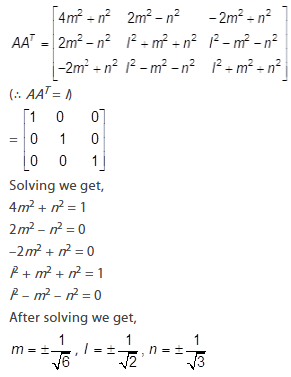 AAᵀ = [4m² + n²  2m² – n²  –2m² + n²
2m² – n²  l² + m² + n²  l² – m² – n²
–2m² + n²  l² – m² – n²  l² + m² + n²]
(∴ AAᵀ = I)
= [1 0 0
0 1 0
0 0 1]
Solving we get,
4m² + n² = 1
2m² – n² = 0
–2m² + n² = 0
l² + m² + n² = 1
l² – m² – n² = 0
After solving we get,
m = ± 1/√6 , l = ± 1/√2 , n = ± 1/√3